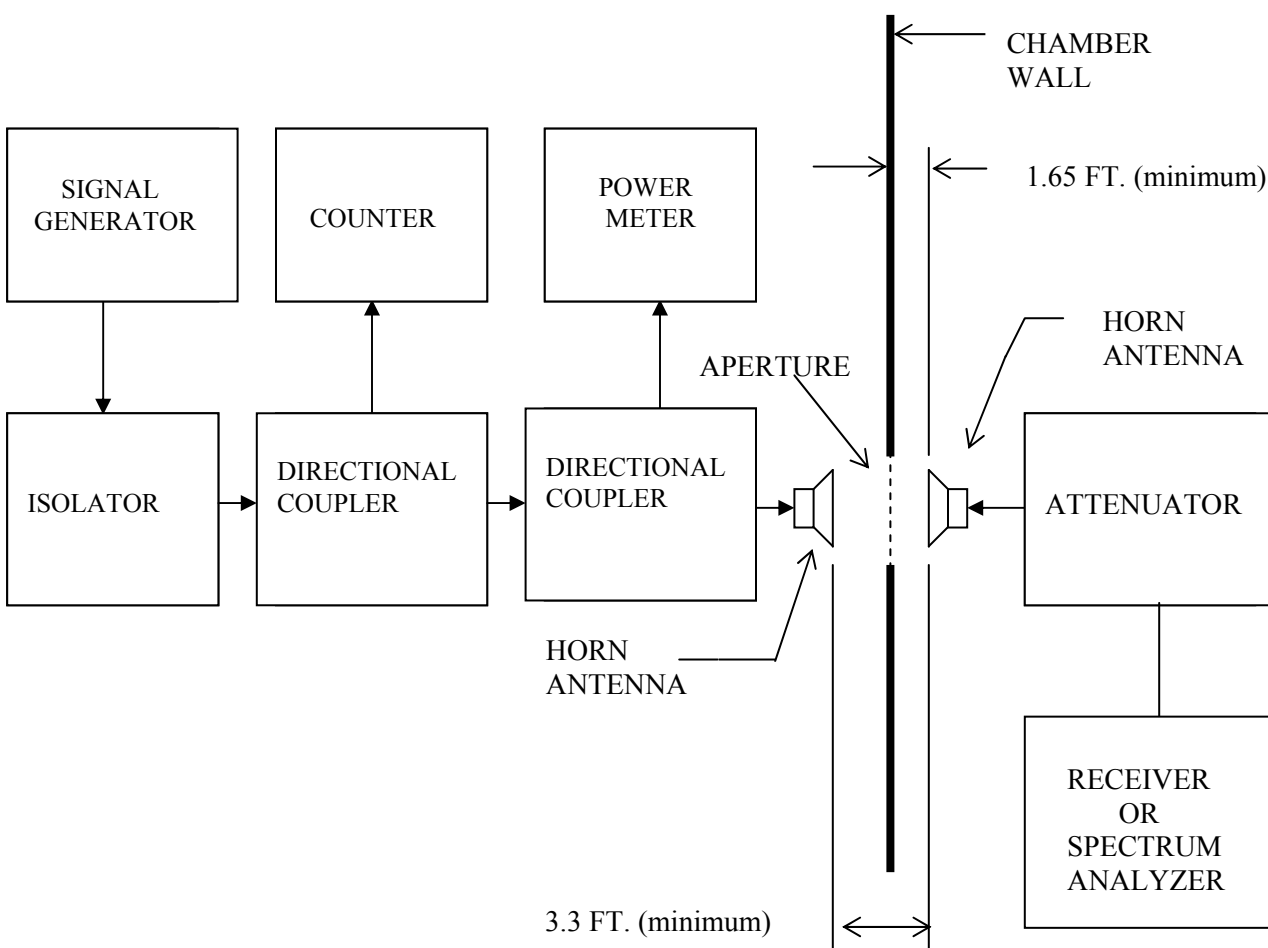 CHAMBER
WALL
1.65 FT. (minimum)
SIGNAL
GENERATOR
COUNTER
POWER
METER
HORN
ANTENNA
APERTURE
ISOLATOR
DIRECTIONAL
COUPLER
DIRECTIONAL
COUPLER
ATTENUATOR
HORN
ANTENNA
RECEIVER
OR
SPECTRUM
ANALYZER
3.3 FT. (minimum)